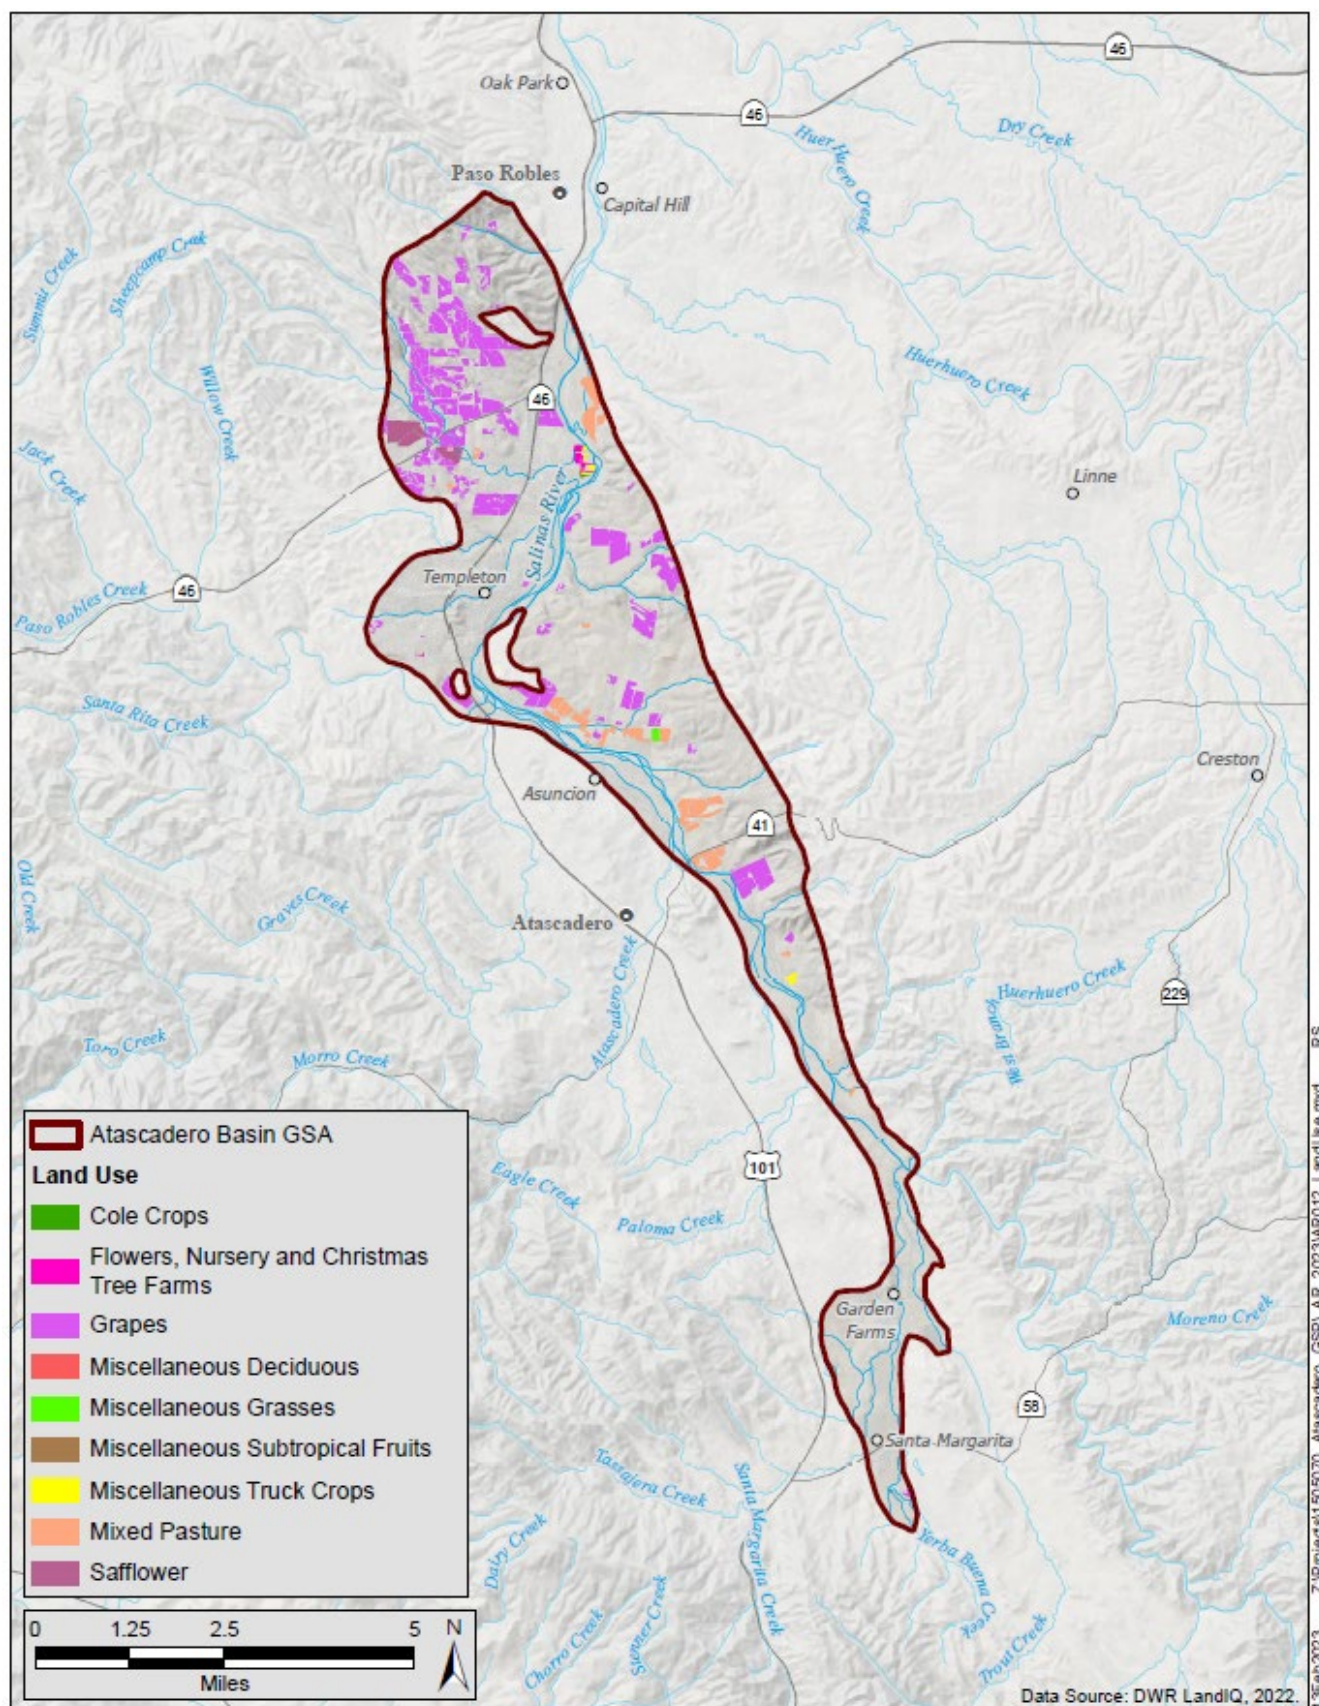 46
Oak Park
46
Dry Creek
Huer Huero Creek
Paso Robles
Capital Hill
Summit Creek
Sheepcamp Creek
Huerhuero Creek
Willow Creek
46
Jack Creek
Linne
Salinas River
Templeton
46
Paso Robles Creek
Santa Rita Creek
Creston
Asuncion
41
Old Creek
Graves Creek
Atascadero
Atascadero Creek
Huerhuero Creek
West Branch
229
Toro Creek
Morro Creek
Atascadero Basin GSA
Land Use
Cole Crops
Flowers, Nursery and Christmas
Tree Farms
Grapes
Miscellaneous Deciduous
Miscellaneous Grasses
Miscellaneous Subtropical Fruits
Miscellaneous Truck Crops
Mixed Pasture
Safflower
Eagle Creek
101
Paloma Creek
Garden
Farms
Moreno Creek
58
Santa Margarita
Tassajera Creek
Santa Margarita Creek
Yerba Buena Creek
Dairy Creek
Trout Creek
Chorro Creek
Stenner Creek
0 1.25 2.5 5
Miles
N
Data Source: DWR LandIQ, 2022.